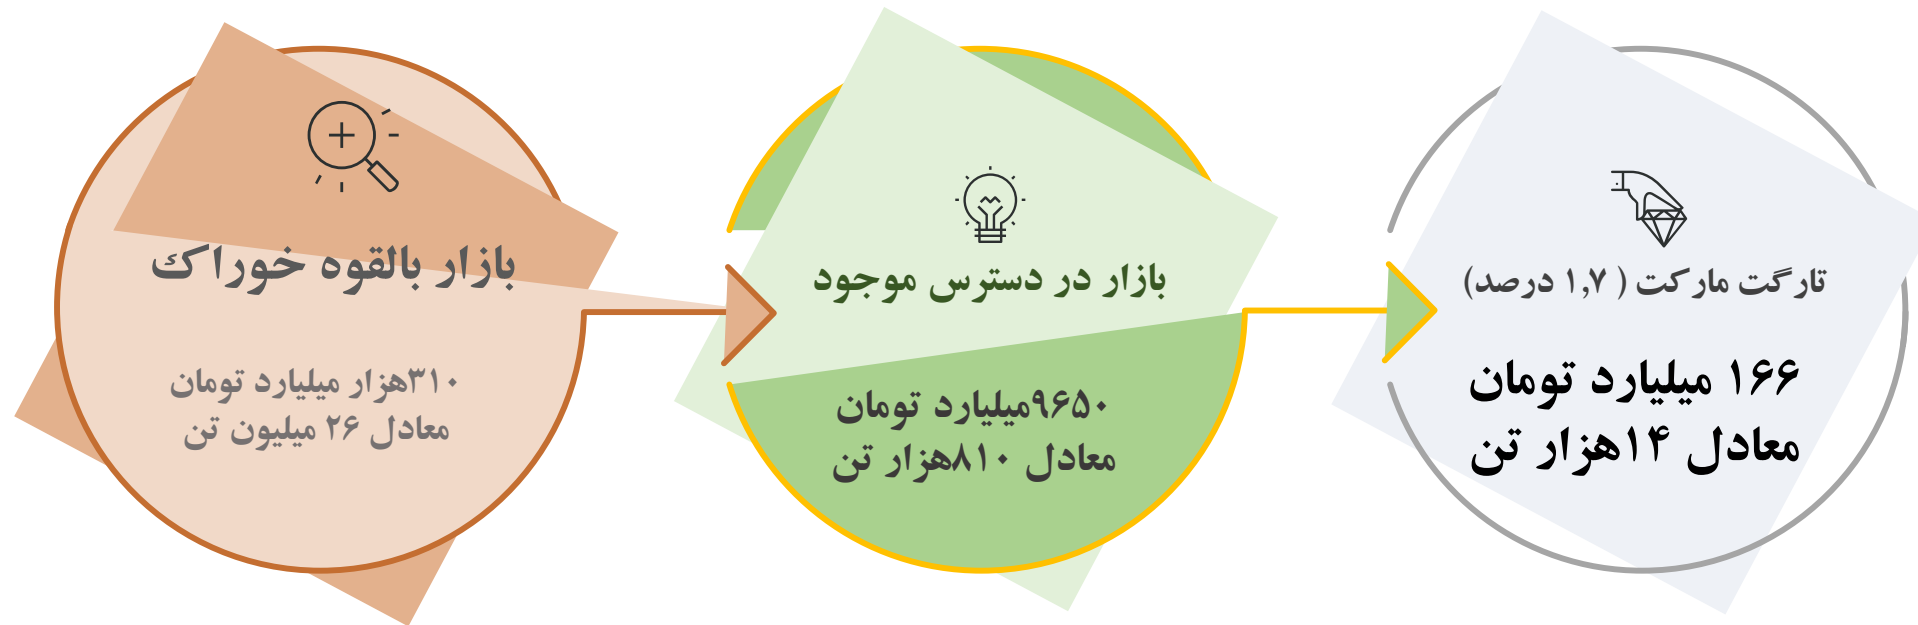 بازار بالقوه خوراک
۳۱۰هزار میلیارد تومان
معادل ۲۶ میلیون تن
بازار در دسترس موجود
۹۶۵۰میلیارد تومان
معادل ۸۱۰هزار تن
تارگت مارکت ( ۱,۷ درصد)
۱۶۶ میلیارد تومان
معادل ۱۴هزار تن